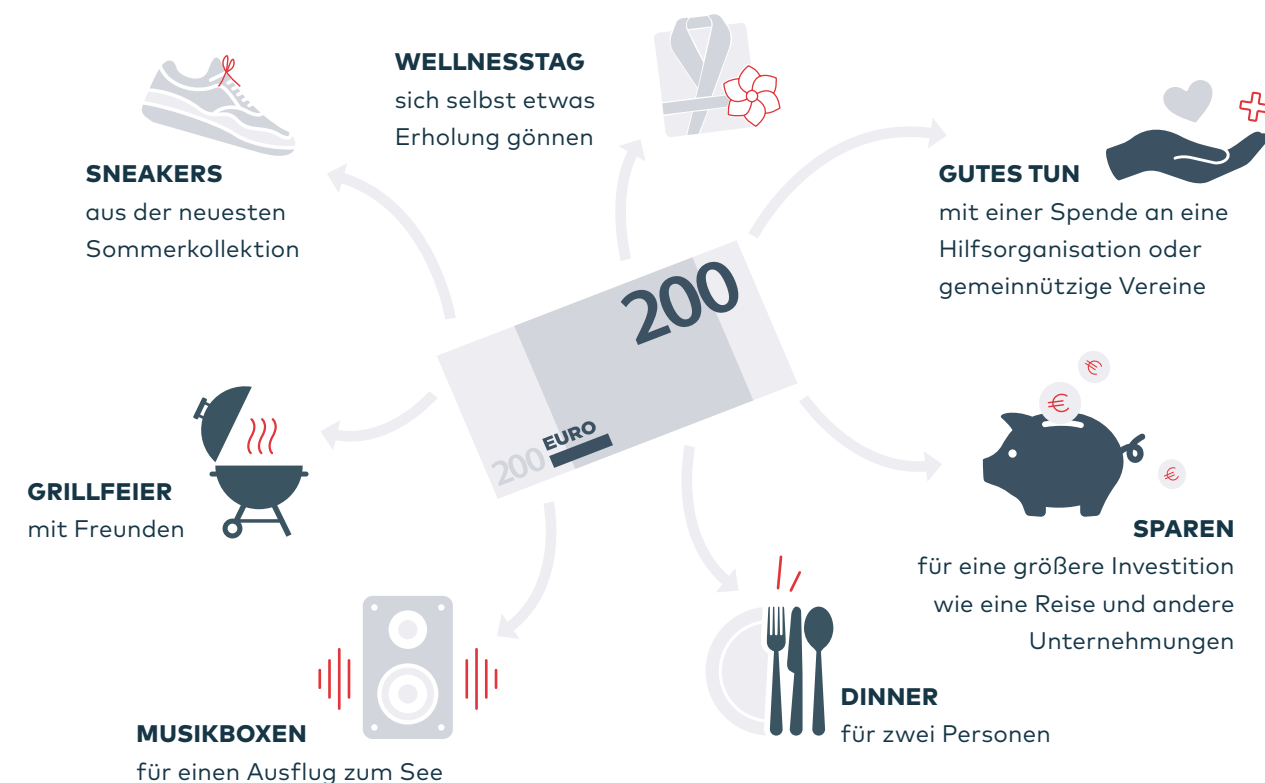 WELLNESSTAG
sich selbst etwas
Erholung gönnen
SNEAKERS
aus der neuesten
Sommerkollektion
GUTES TUN
mit einer Spende an eine
Hilfsorganisation oder
gemeinnützige Vereine
200
200 EURO
€
€
€
GRILLFEIER
mit Freunden
SPAREN
für eine größere Investition
wie eine Reise und andere
Unternehmungen
DINNER
für zwei Personen
MUSIKBOXEN
für einen Ausflug zum See